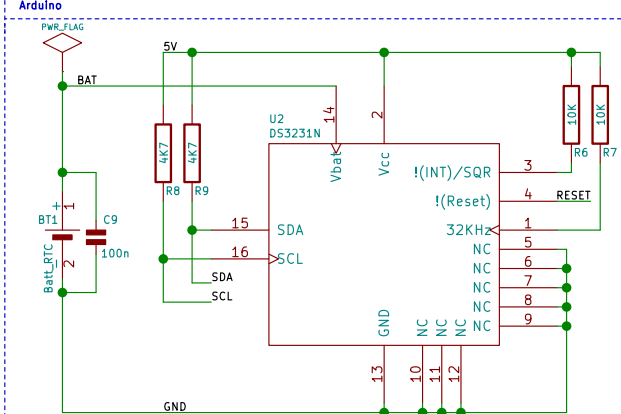 Arduino
PWR_FLAG
5V
BAT
14
2
U2
DS3231N
Vbat
Vcc
4K7
4K7
R8
R9
10K
10K
R6
R7
!(INT)/SQR
3
!(Reset)
4
RESET
32KHz
1
15
SDA
16
SCL
NC
5
NC
6
NC
7
NC
8
NC
9
SDA
SCL
+
1
BT1
C9
100n
Batt_RTC
2
GND
NC
NC
NC
13
10
11
12
GND